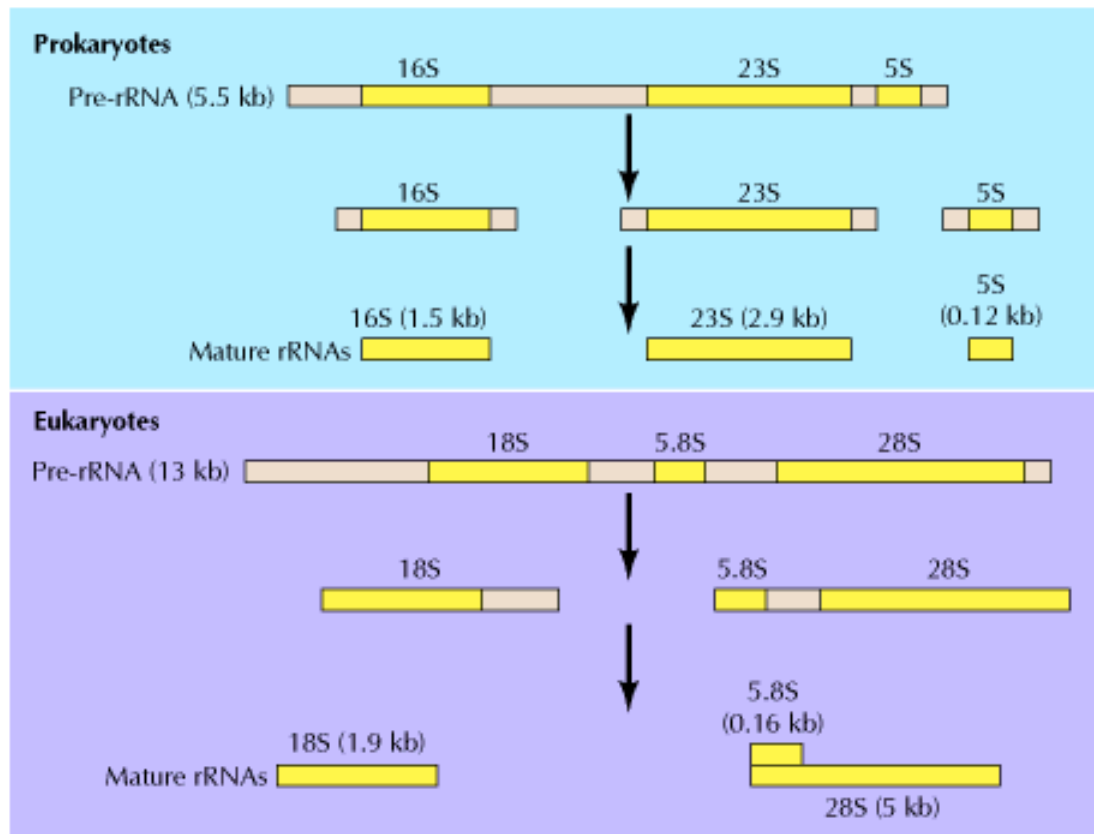 Prokaryotes
16S 23S 5S
Pre-rRNA (5.5 kb)
16S 23S 5S
5S
(0.12 kb)
16S (1.5 kb) 23S (2.9 kb)
Mature rRNAs
Eukaryotes
18S 5.8S 28S
Pre-rRNA (13 kb)
18S 5.8S 28S
5.8S
(0.16 kb)
18S (1.9 kb)
Mature rRNAs
28S (5 kb)